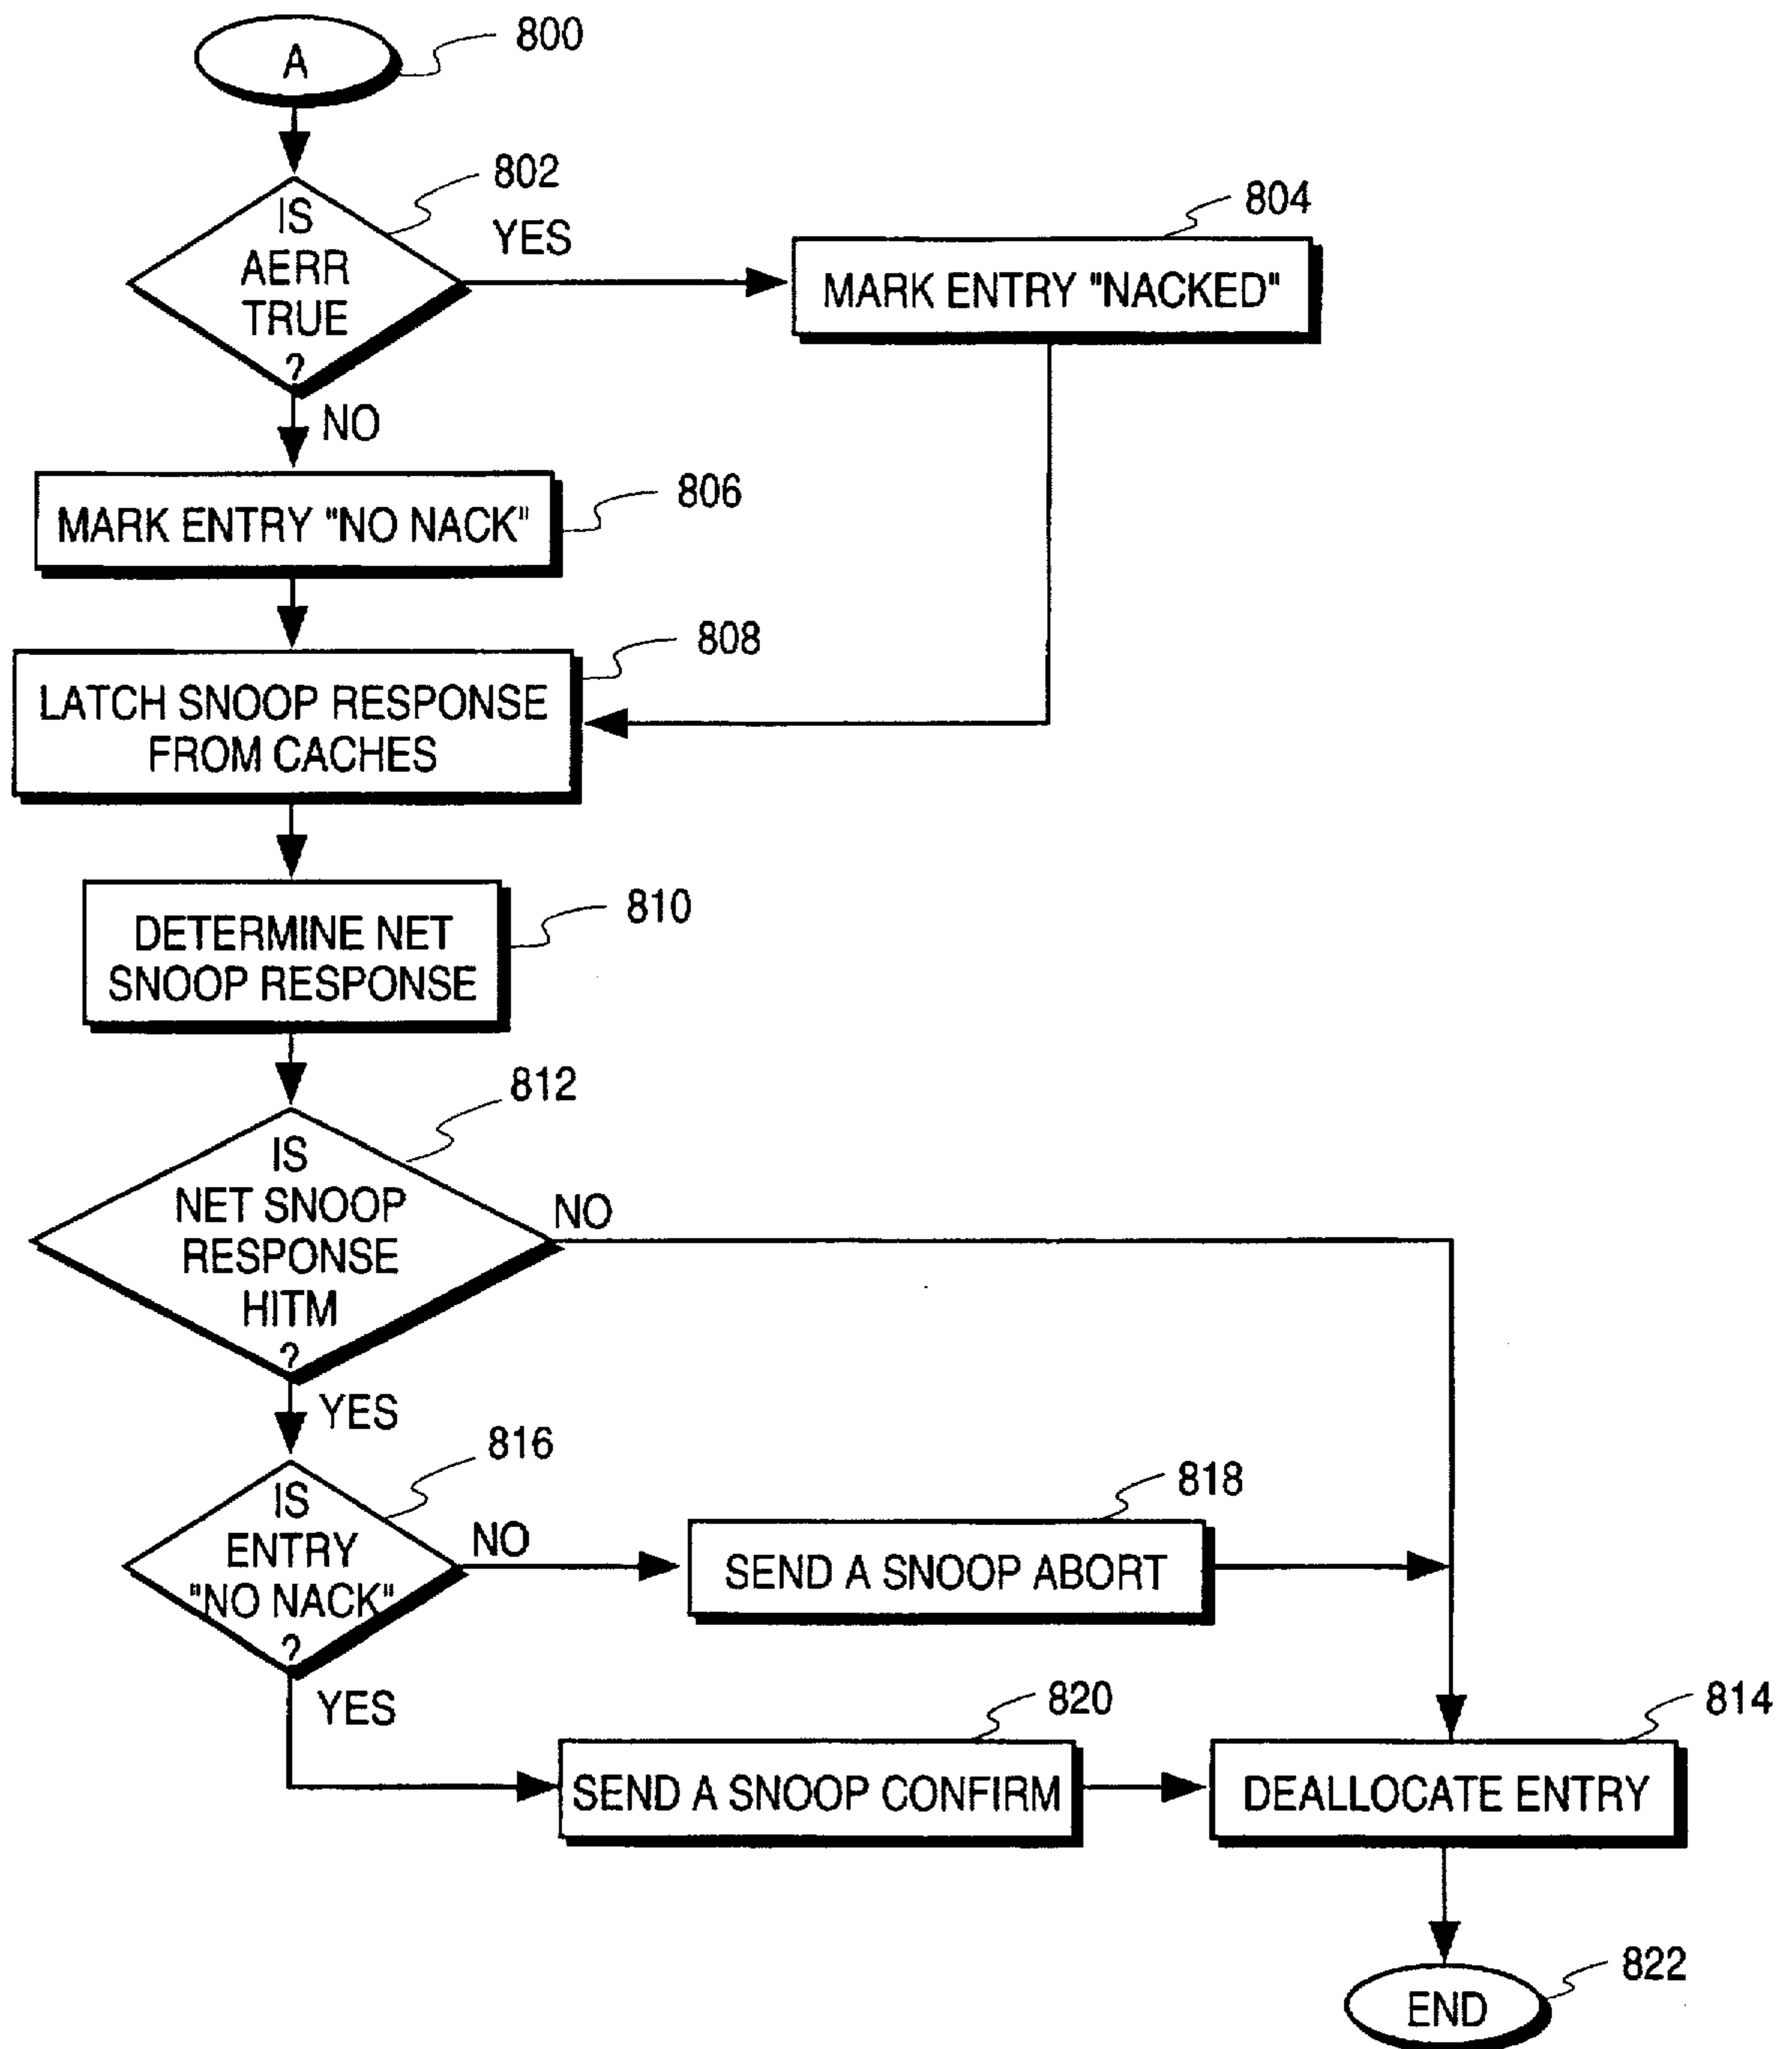 A
800
802
IS
AERR
TRUE
?
YES
804
MARK ENTRY "NACKED"
NO
MARK ENTRY "NO NACK"
806
808
LATCH SNOOP RESPONSE
FROM CACHES
810
DETERMINE NET
SNOOP RESPONSE
812
IS
NET SNOOP
RESPONSE
HITM
?
NO
YES
816
IS
ENTRY
"NO NACK"
?
NO
818
SEND A SNOOP ABORT
YES
820
SEND A SNOOP CONFIRM
814
DEALLOCATE ENTRY
822
END